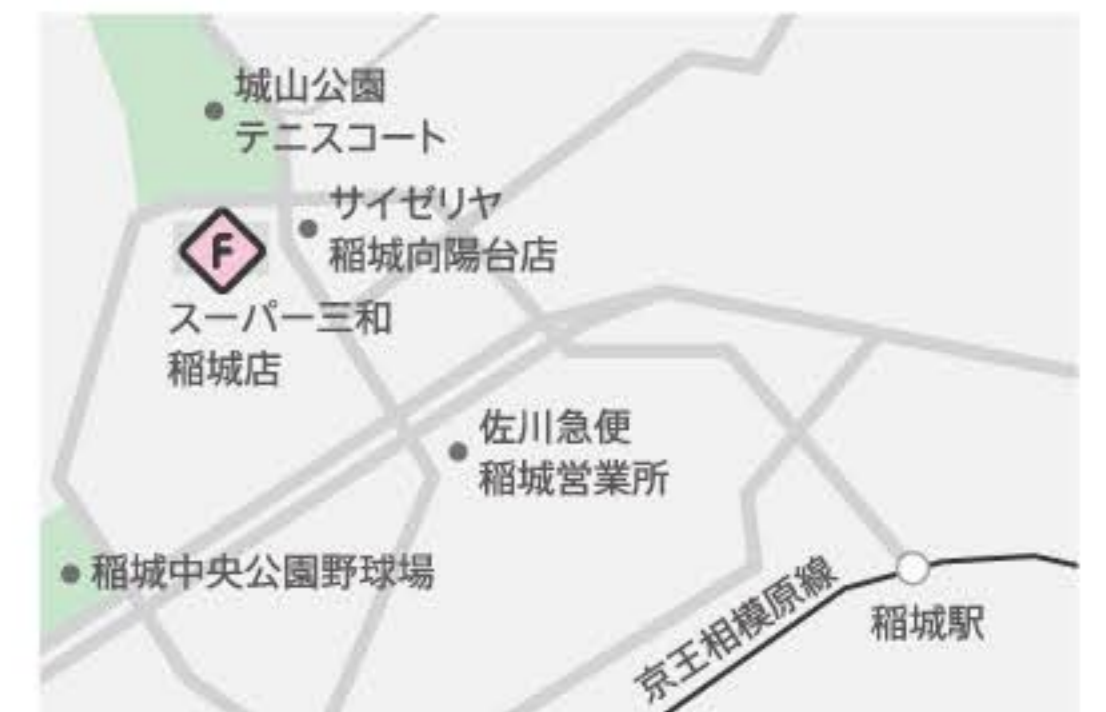 城山公園
テニスコート
サイゼリヤ
稲城向陽台店
F
スーパー三和
稲城店
佐川急便
稲城営業所
稲城中央公園野球場
京王相模原線
稲城駅